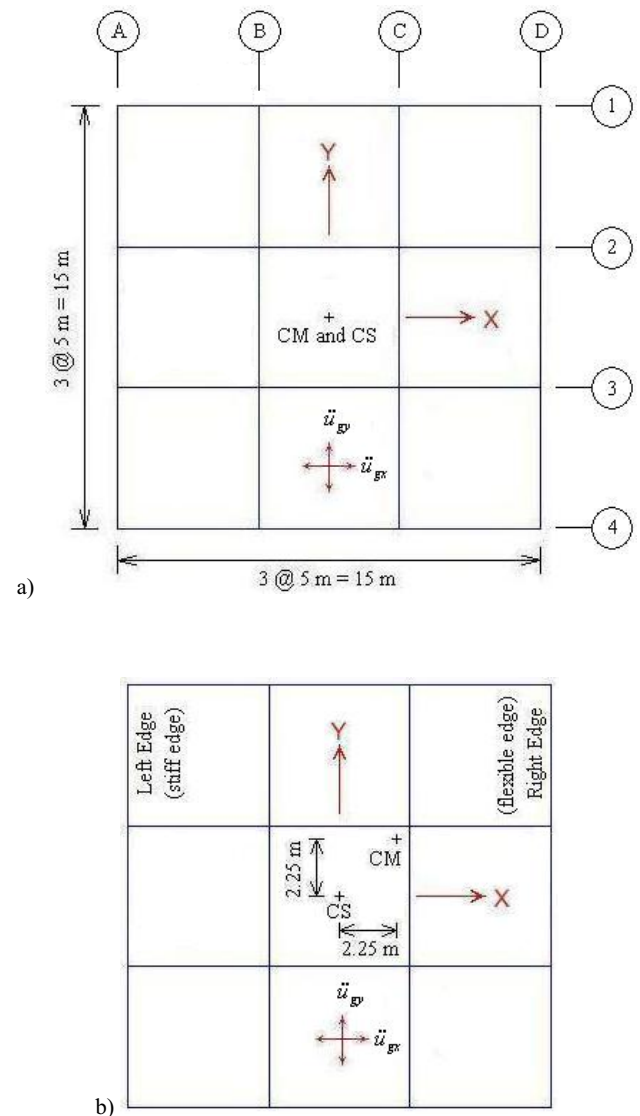 A B C D
1
Y
2
3 @ 5 m = 15 m
CM and CS
X
3
ü_gy
ü_gx
4
3 @ 5 m = 15 m
a)
Left Edge
(stiff edge)
Y
(flexible edge)
Right Edge
CM
2.25 m
CS
X
2.25 m
ü_gy
ü_gx
b)